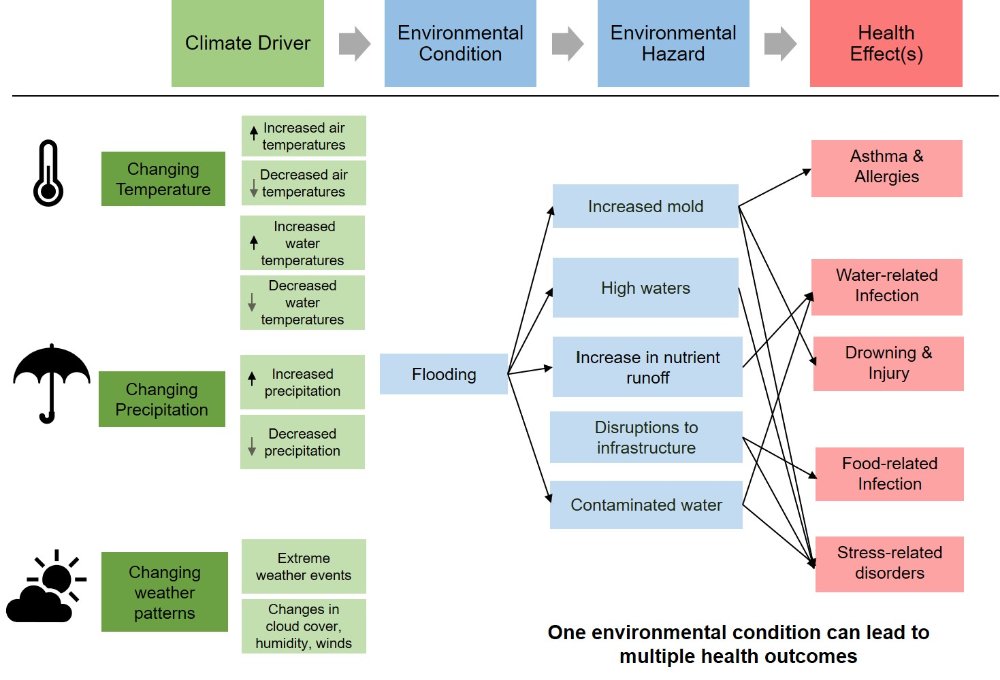 Climate Driver
Environmental
Condition
Environmental
Hazard
Health
Effect(s)
Changing
Temperature
Increased air
temperatures
Decreased air
temperatures
Increased
water
temperatures
Decreased
water
temperatures
Changing
Precipitation
Increased
precipitation
Decreased
precipitation
Changing
weather
patterns
Extreme
weather events
Changes in
cloud cover,
humidity, winds
Flooding
Increased mold
High waters
Increase in nutrient
runoff
Disruptions to
infrastructure
Contaminated water
Asthma &
Allergies
Water-related
Infection
Drowning &
Injury
Food-related
Infection
Stress-related
disorders
One environmental condition can lead to
multiple health outcomes